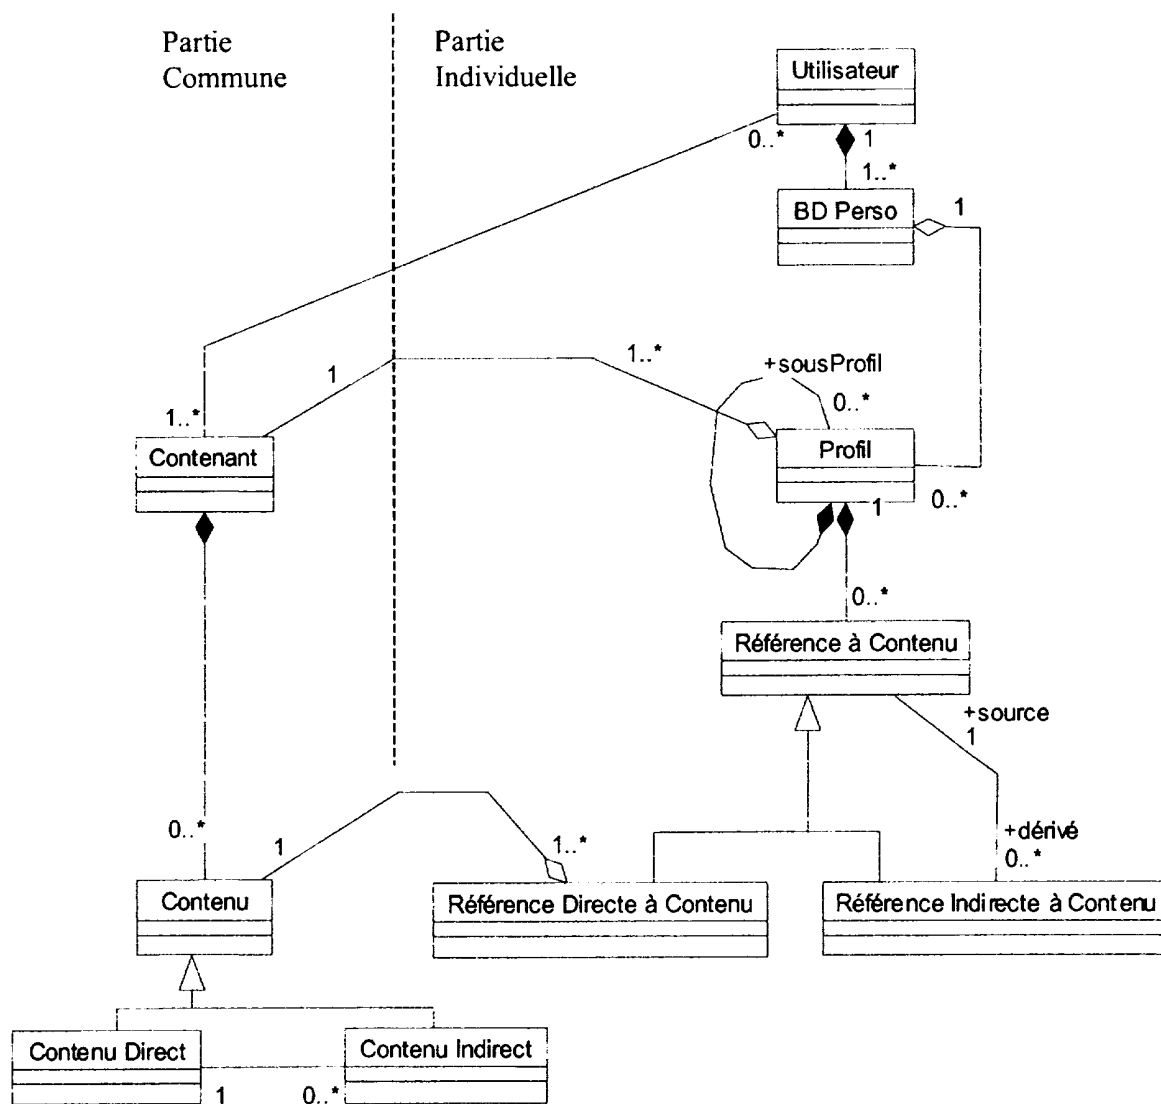 Partie
Commune
Partie
Individuelle
Utilisateur
0..*
1
1..*
BD Perso
1
1
1..*
+sousProfil
0..*
1..*
Contenant
Profil
1
0..*
0..*
Référence à Contenu
+source
1
0..*
1
1..*
+dérivé
0..*
Contenu
Référence Directe à Contenu
Référence Indirecte à Contenu
Contenu Direct
Contenu Indirect
1
0..*